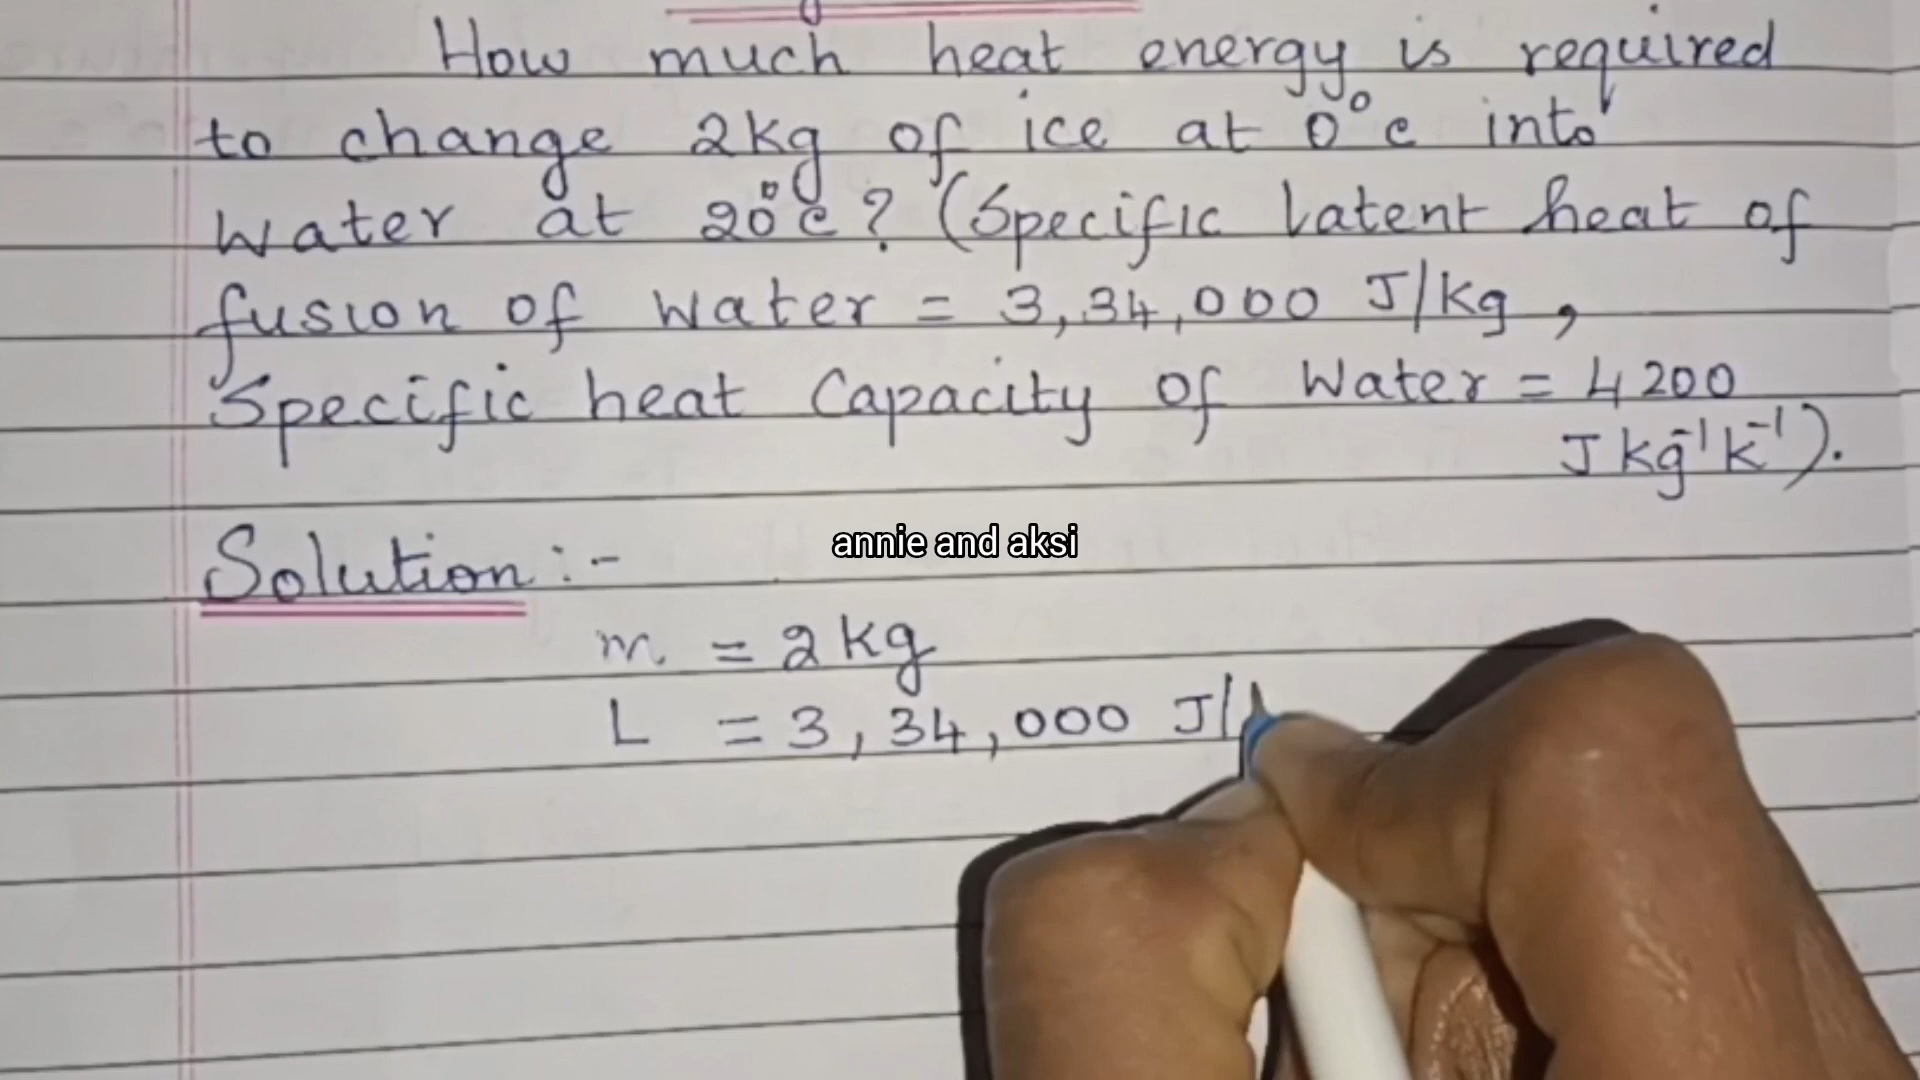 How much heat energy is required
to change 2kg of ice at 0°c into
water at 20°c? (Specific latent heat of
fusion of water = 3,34,000 J/kg,
Specific heat Capacity of Water = 4200
J kg⁻¹k⁻¹).
annie and aksi
Solution :-
m = 2kg
L = 3,34,000 J/